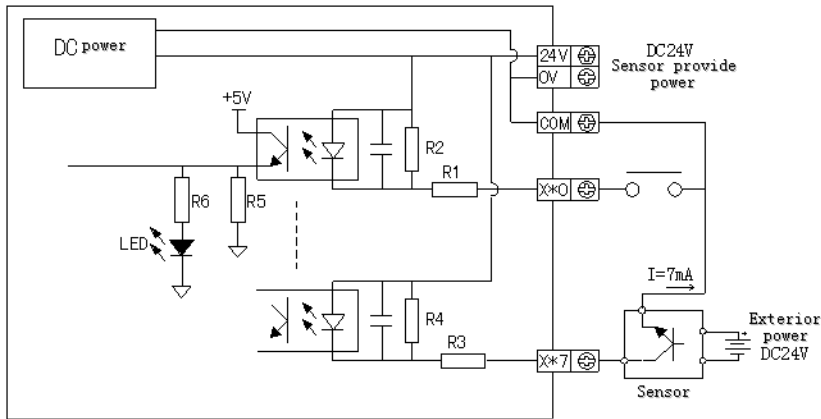 DC power
24V
0V
DC24V
Sensor provide
power
+5V
COM
R2
R1
X*0
R6
R5
LED
I=7mA
R4
R3
X*7
Exterior
power
DC24V
Sensor